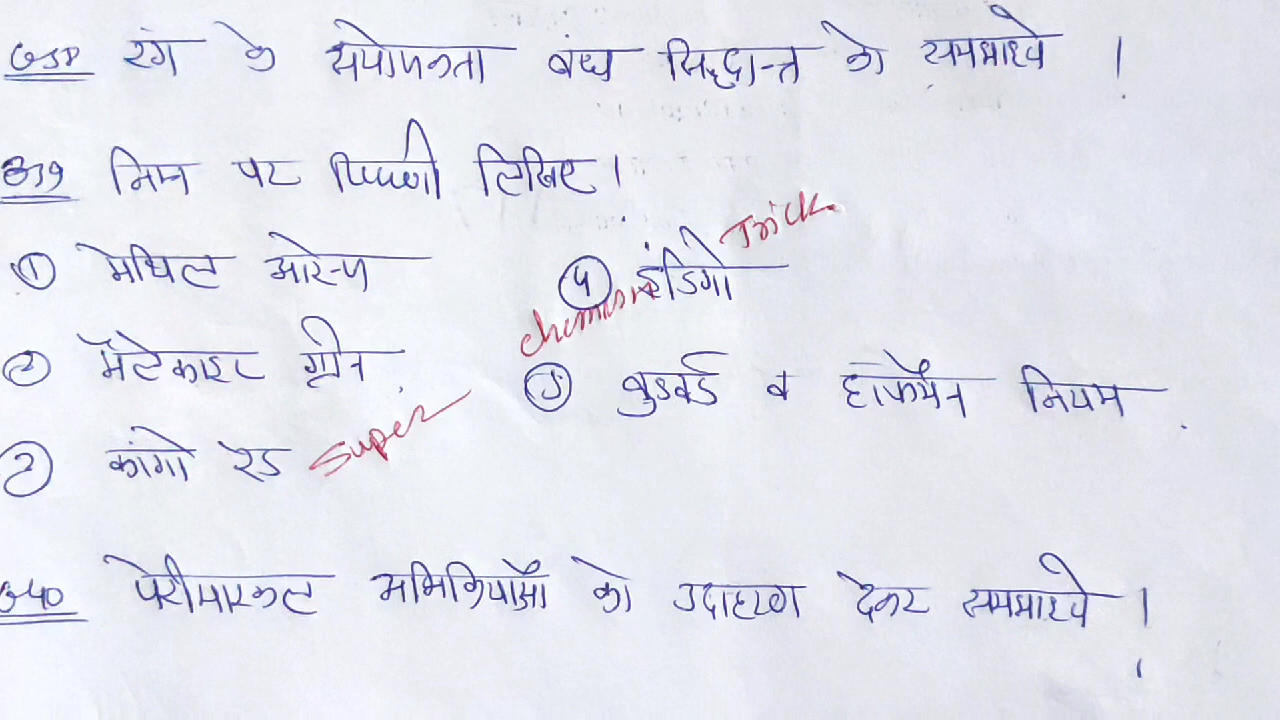 Q38 रंग के संयोजकता बंध सिद्धान्त को समझाइये ।
Q39 निम्न पर टिप्पणी लिखिए ।
① मेथिल ऑरेन्ज ④ इंडिगो Trick
② मैलेकाइट ग्रीन chemistry ⑤ वुडवर्ड व हॉफमैन नियम
③ कांगो रेड Super
Q40 पेरीसाइक्लिक अभिक्रियाओं को उदाहरण देकर समझाइये ।